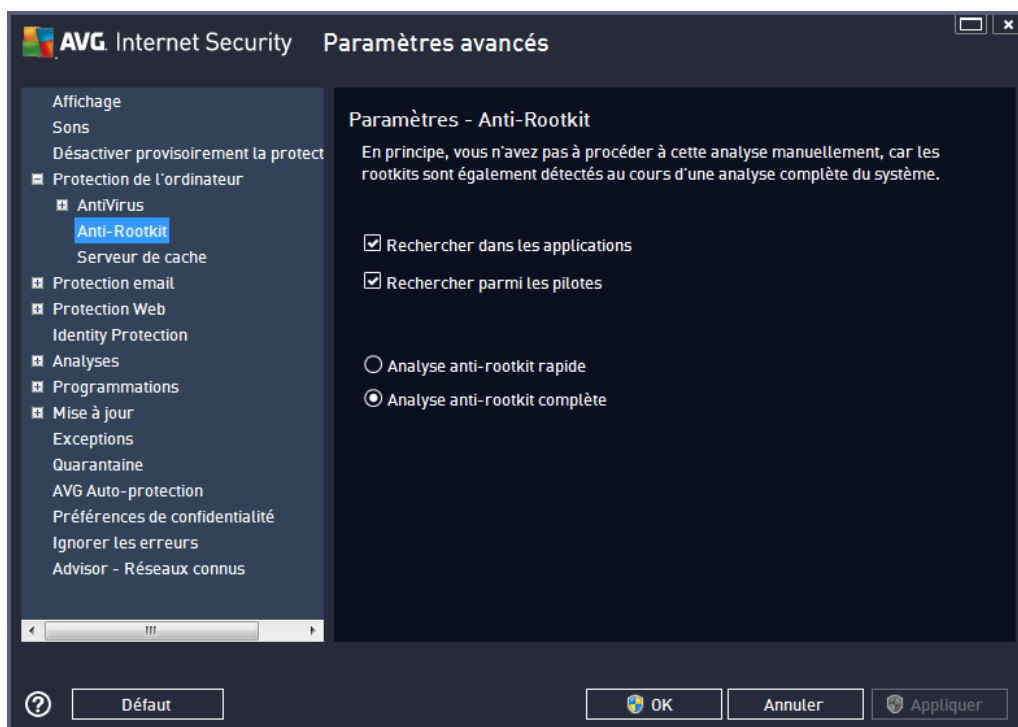 AVG. Internet Security Paramètres avancés
Affichage
Sons
Désactiver provisoirement la protect
Protection de l'ordinateur
AntiVirus
Anti-Rootkit
Serveur de cache
Protection email
Protection Web
Identity Protection
Analyses
Programmations
Mise à jour
Exceptions
Quarantaine
AVG Auto-protection
Préférences de confidentialité
Ignorer les erreurs
Advisor - Réseaux connus
Paramètres - Anti-Rootkit
En principe, vous n'avez pas à procéder à cette analyse manuellement, car les
rootkits sont également détectés au cours d'une analyse complète du système.
Rechercher dans les applications
Rechercher parmi les pilotes
Analyse anti-rootkit rapide
Analyse anti-rootkit complète
? Défaut OK Annuler Appliquer